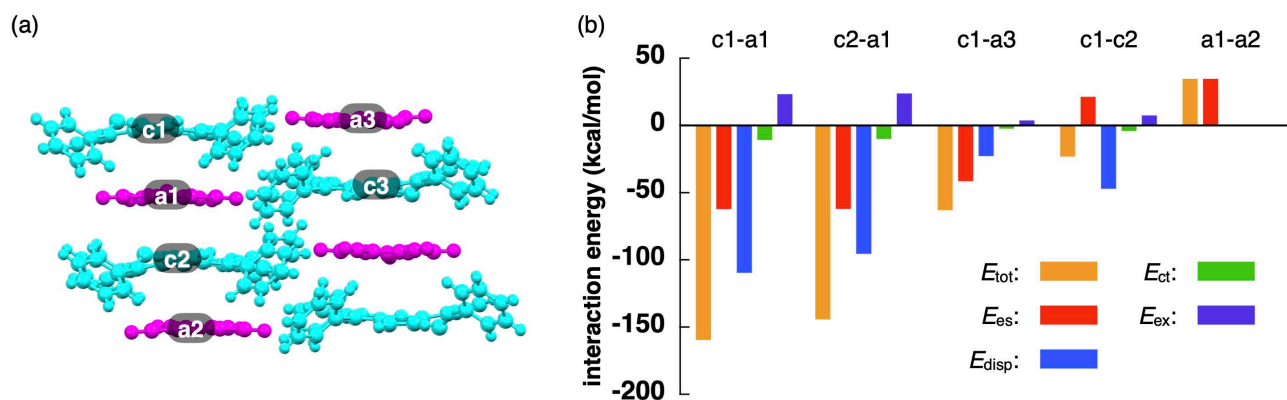 (a)
c1
a3
a1
c3
c2
a2
(b)
c1-a1 c2-a1 c1-a3 c1-c2 a1-a2
interaction energy (kcal/mol)
50
0
-50
-100
-150
-200
Etot: Ect:
Ees: Eex:
Edisp: